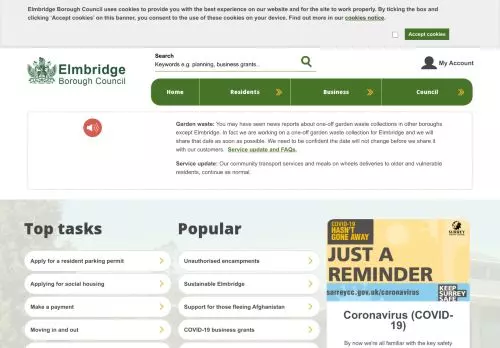 Elmbridge Borough Council uses cookies to provide you with the best experience on our website and for the site to work properly. By ticking the box and
clicking 'Accept cookies' on this banner, you consent to the use of these cookies on your device. Find out more in our cookies notice.
Accept cookies
Elmbridge
Borough Council
Search
Keywords e.g. planning, business grants..
My Account
Home
Residents
Business
Council
Garden waste: You may have seen news reports about one-off garden waste collections in other boroughs
except Elmbridge. In fact we are working on a one-off garden waste collection for Elmbridge and we will
share that date as soon as possible. We need to be confident the date will not change before we share it
with our customers. Service update and FAQs.
Service update: Our community transport services and meals on wheels deliveries to older and vulnerable
residents, continue as normal.
Top tasks
Apply for a resident parking permit
Applying for social housing
Make a payment
Moving in and out
Popular
Unauthorised encampments
Sustainable Elmbridge
Support for those fleeing Afghanistan
COVID-19 business grants
COVID-19
HASN'T
GONE AWAY
SURREY
JUST A
REMINDER
surreycc.gov.uk/coronavirus
KEEP
SURREY
SAFE
Coronavirus (COVID-
19)
By now we're all familiar with the key safety